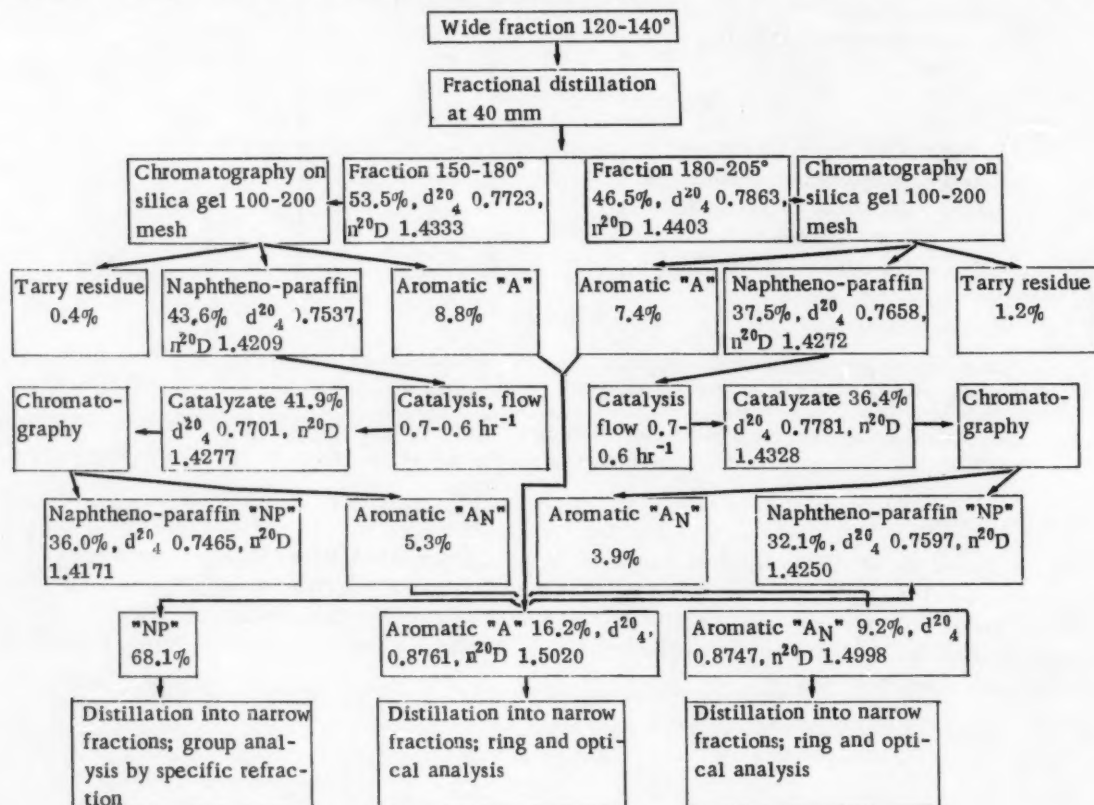 Wide fraction 120-140°
Fractional distillation
at 40 mm
Chromatography on
silica gel 100-200
mesh
Fraction 150-180°
53.5%, d²⁰₄ 0.7723,
n²⁰D 1.4333
Fraction 180-205°
46.5%, d²⁰₄ 0.7863,
n²⁰D 1.4403
Chromatography on
silica gel 100-200
mesh
Tarry residue
0.4%
Naphtheno-paraffin
43.6% d²⁰₄ 0.7537,
n²⁰D 1.4209
Aromatic "A"
8.8%
Aromatic "A"
7.4%
Naphtheno-paraffin
37.5%, d²⁰₄ 0.7658,
n²⁰D 1.4272
Tarry residue
1.2%
Chromato-
graphy
Catalyzate 41.9%
d²⁰₄ 0.7701, n²⁰D
1.4277
Catalysis, flow
0.7-0.6 hr⁻¹
Catalysis
flow 0.7-
0.6 hr⁻¹
Catalyzate 36.4%
d²⁰₄ 0.7781, n²⁰D
1.4328
Chromato-
graphy
Naphtheno-paraffin "NP"
36.0%, d²⁰₄ 0.7465, n²⁰D
1.4171
Aromatic "Aₙ"
5.3%
Aromatic "Aₙ"
3.9%
Naphtheno-paraffin "NP"
32.1%, d²⁰₄ 0.7597, n²⁰D
1.4250
"NP"
68.1%
Aromatic "A" 16.2%, d²⁰₄,
0.8761, n²⁰D 1.5020
Aromatic "Aₙ" 9.2%, d²⁰₄
0.8747, n²⁰D 1.4998
Distillation into narrow
fractions; group anal-
ysis by specific refrac-
tion
Distillation into narrow
fractions; ring and opti-
cal analysis
Distillation into narrow
fractions; ring and opti-
cal analysis